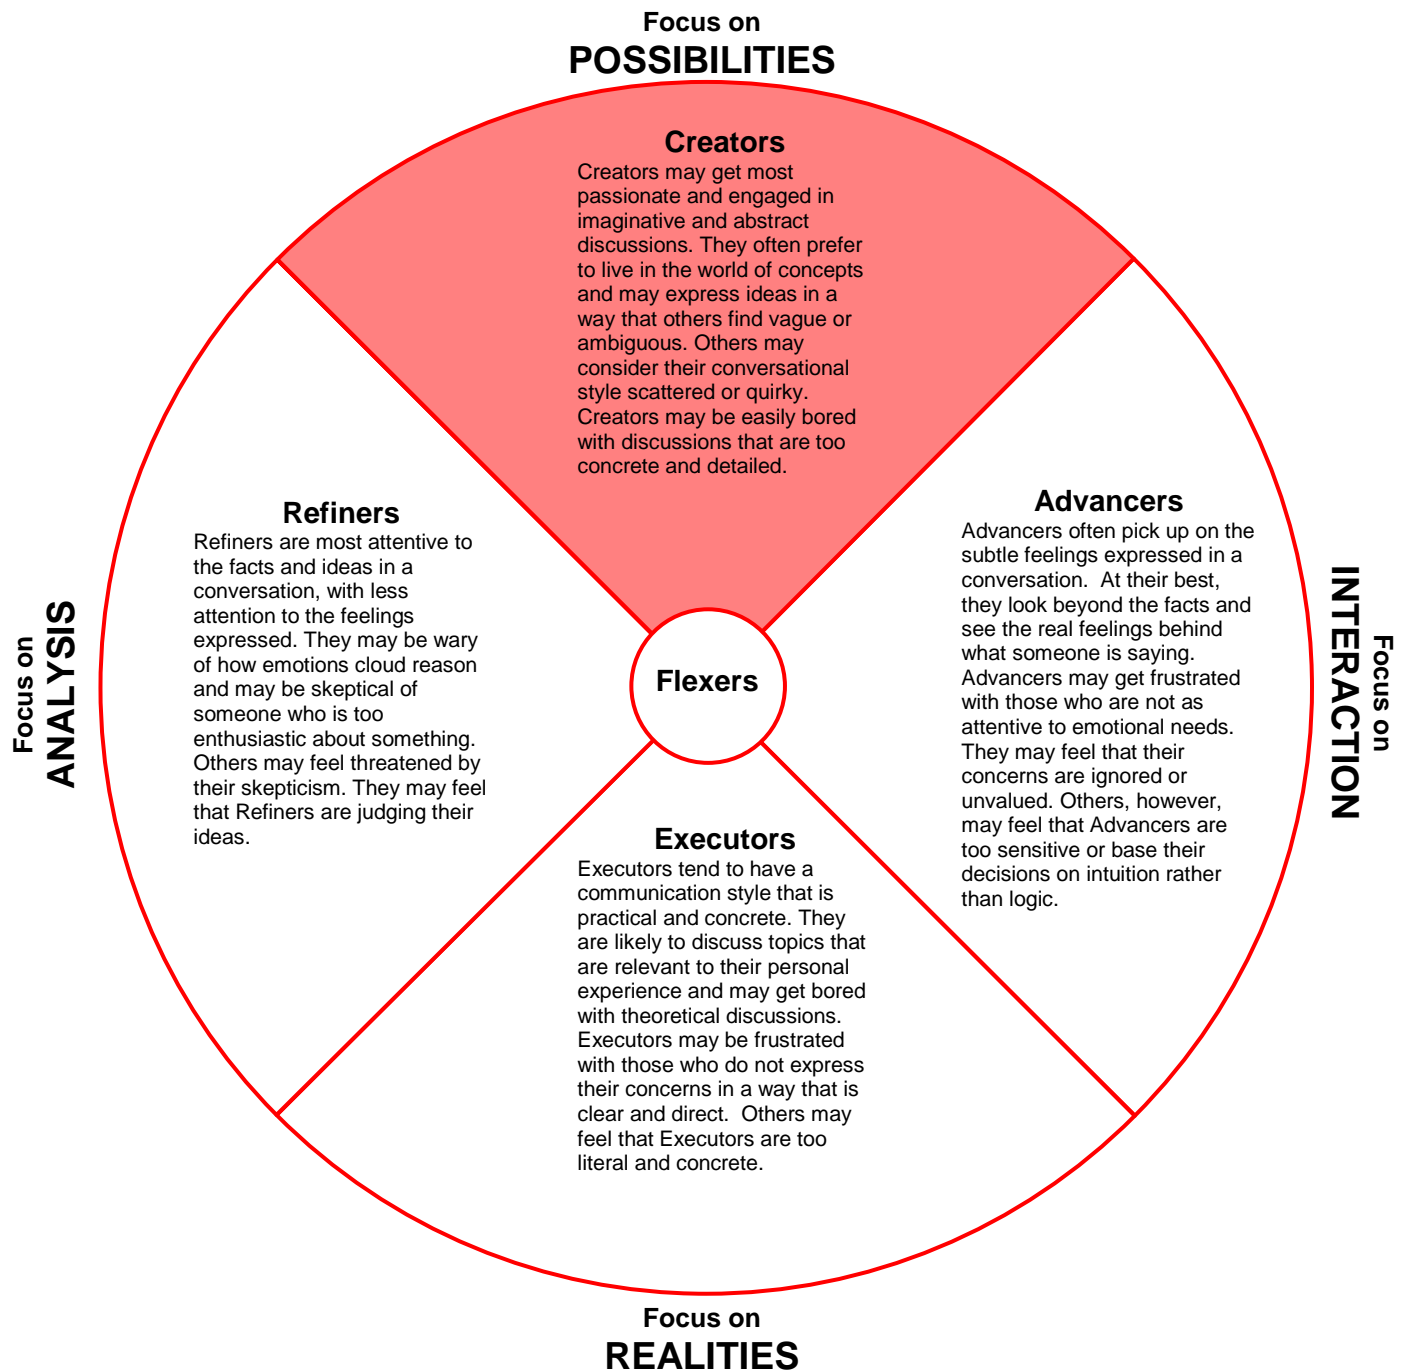 Focus on
POSSIBILITIES
Creators
Creators may get most
passionate and engaged in
imaginative and abstract
discussions. They often prefer
to live in the world of concepts
and may express ideas in a
way that others find vague or
ambiguous. Others may
consider their conversational
style scattered or quirky.
Creators may be easily bored
with discussions that are too
concrete and detailed.
Focus on
ANALYSIS
Refiners
Refiners are most attentive to
the facts and ideas in a
conversation, with less
attention to the feelings
expressed. They may be wary
of how emotions cloud reason
and may be skeptical of
someone who is too
enthusiastic about something.
Others may feel threatened by
their skepticism. They may feel
that Refiners are judging their
ideas.
Flexers
Advancers
Advancers often pick up on the
subtle feelings expressed in a
conversation.  At their best,
they look beyond the facts and
see the real feelings behind
what someone is saying.
Advancers may get frustrated
with those who are not as
attentive to emotional needs.
They may feel that their
concerns are ignored or
unvalued. Others, however,
may feel that Advancers are
too sensitive or base their
decisions on intuition rather
than logic.
Focus on
INTERACTION
Executors
Executors tend to have a
communication style that is
practical and concrete. They
are likely to discuss topics that
are relevant to their personal
experience and may get bored
with theoretical discussions.
Executors may be frustrated
with those who do not express
their concerns in a way that is
clear and direct.  Others may
feel that Executors are too
literal and concrete.
Focus on
REALITIES